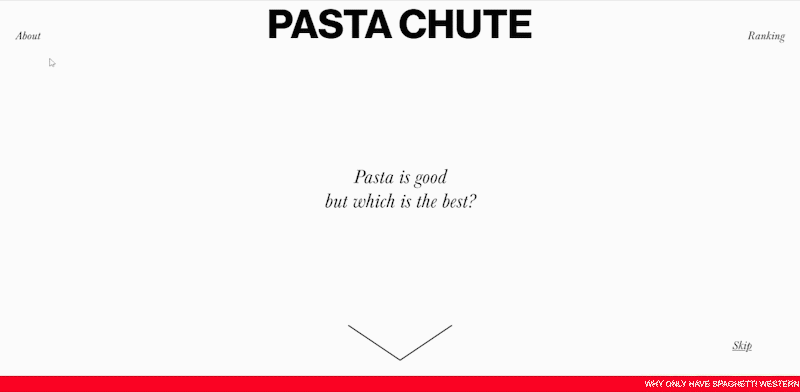 PASTA CHUTE
About
Ranking
Pasta is good
but which is the best?
Skip
WHY ONLY HAVE SPAGHETTI WESTERN